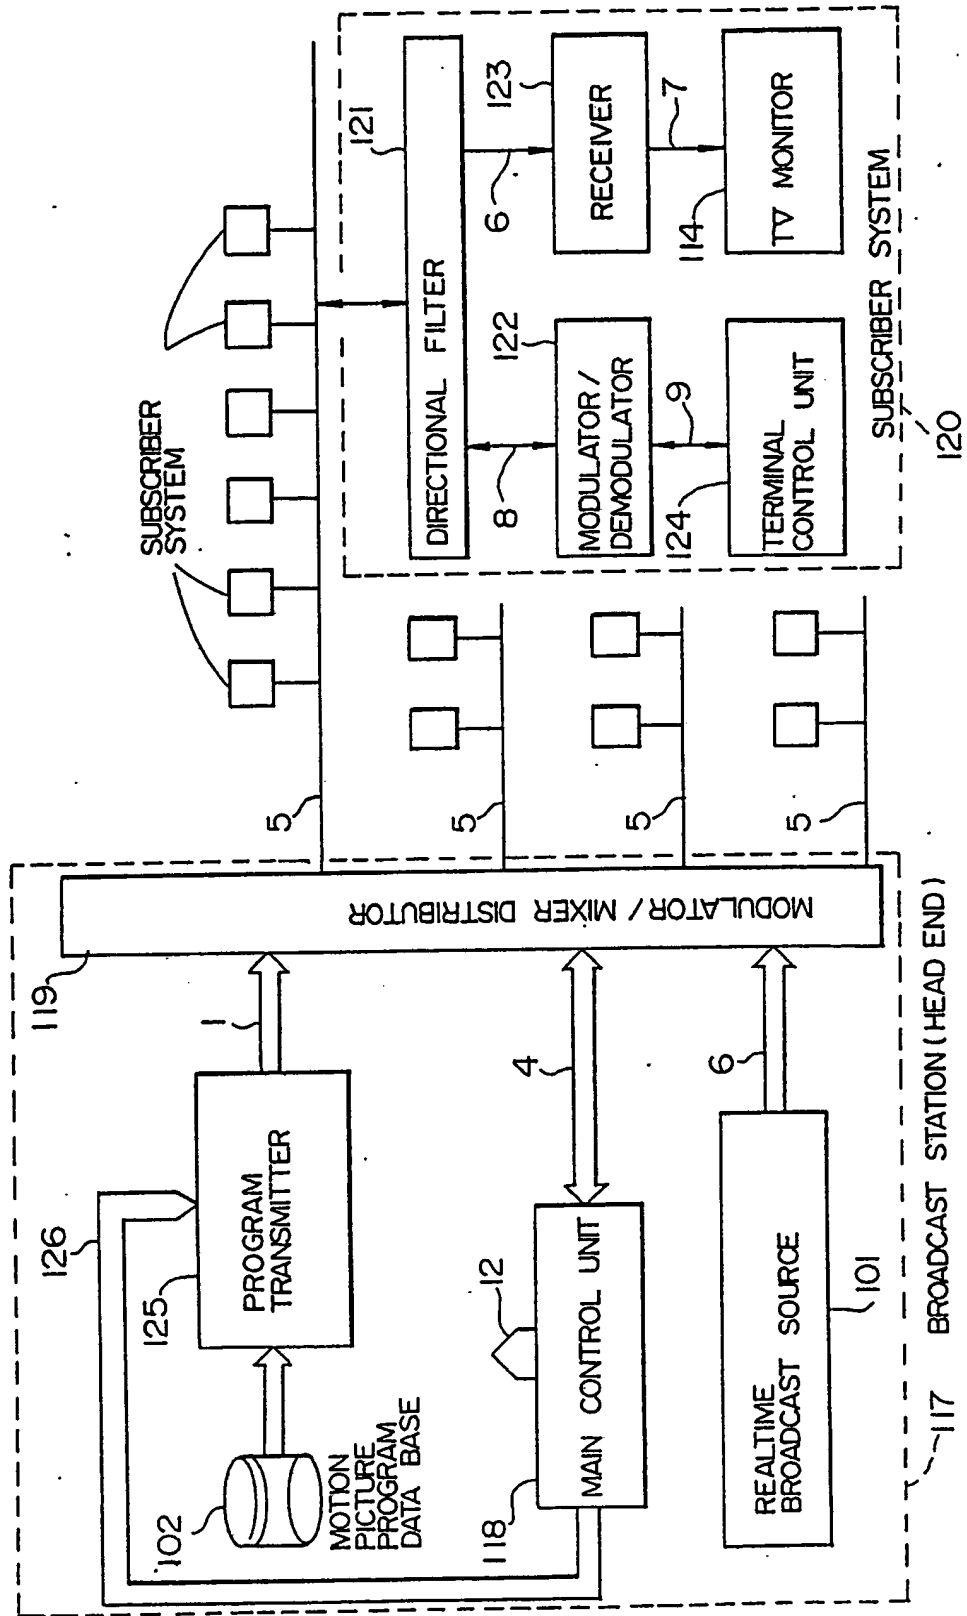 126
125
PROGRAM
TRANSMITTER
102
MOTION
PICTURE
PROGRAM
DATA BASE
1
119
MODULATOR / MIXER DISTRIBUTOR
12
118
MAIN CONTROL UNIT
4
REALTIME
BROADCAST SOURCE
101
6
117
BROADCAST STATION (HEAD END)
5
5
5
5
SUBSCRIBER
SYSTEM
121
DIRECTIONAL FILTER
8
6
122
MODULATOR /
DEMODULATOR
123
RECEIVER
9
7
124
TERMINAL
CONTROL UNIT
114
TV MONITOR
SUBSCRIBER SYSTEM
120